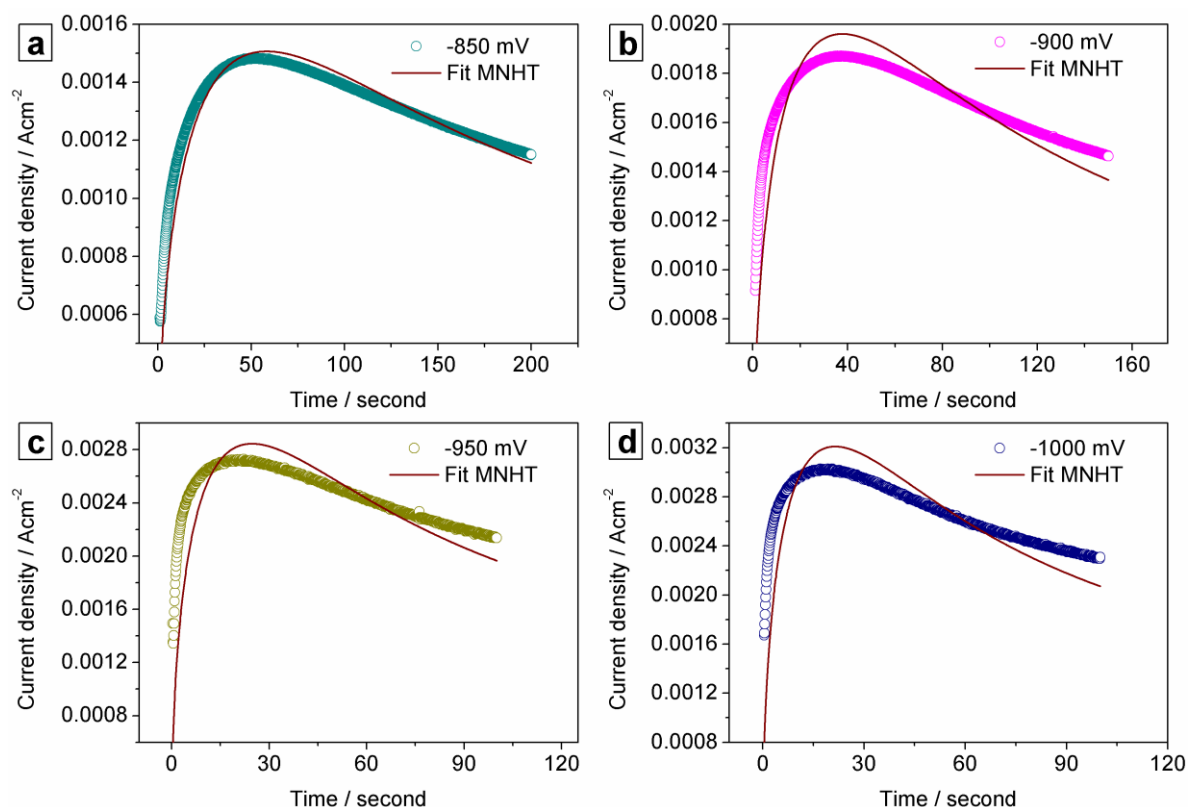 a
-850 mV
Fit MNHT
Current density / Acm⁻²
0.0016
0.0014
0.0012
0.0010
0.0008
0.0006
0 50 100 150 200
Time / second
b
-900 mV
Fit MNHT
Current density / Acm⁻²
0.0020
0.0018
0.0016
0.0014
0.0012
0.0010
0.0008
0 40 80 120 160
Time / second
c
-950 mV
Fit MNHT
Current density / Acm⁻²
0.0028
0.0024
0.0020
0.0016
0.0012
0.0008
0 30 60 90 120
Time / second
d
-1000 mV
Fit MNHT
Current density / Acm⁻²
0.0032
0.0028
0.0024
0.0020
0.0016
0.0012
0.0008
0 30 60 90 120
Time / second